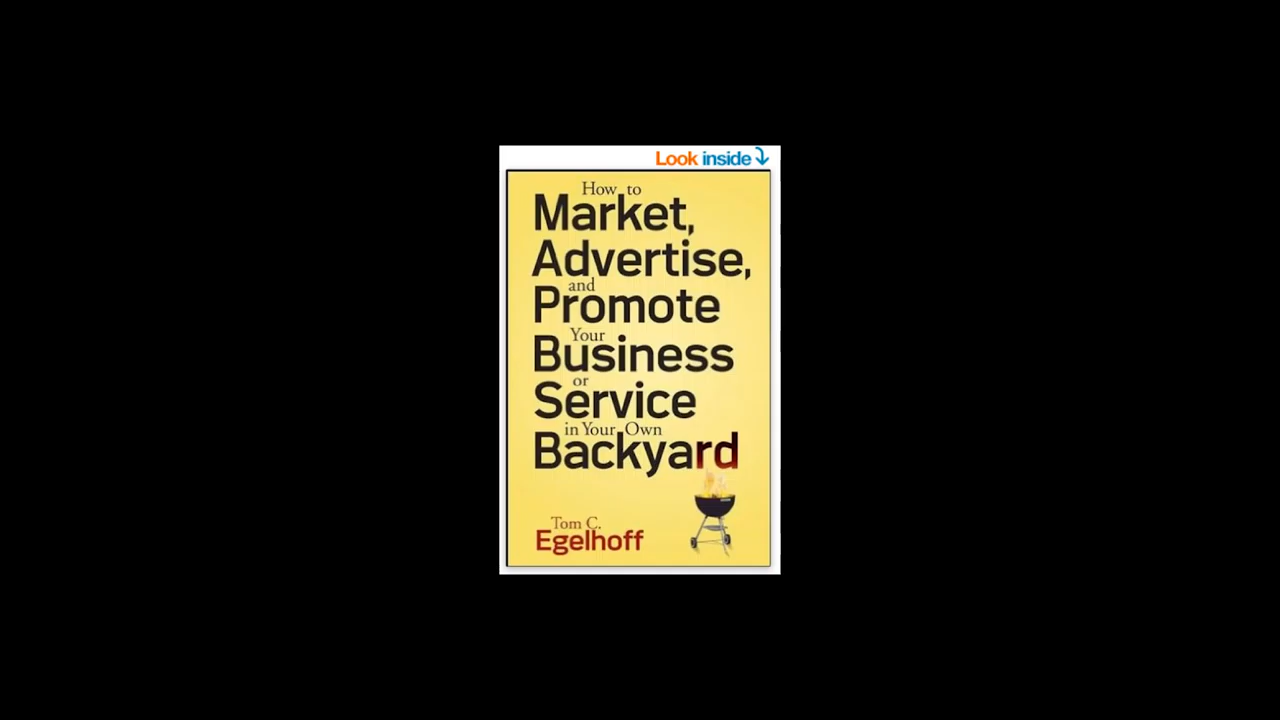 Look inside
How to
Market,
Advertise,
and
Promote
Your
Business
or
Service
in Your Own
Backyard
Tom C.
Egelhoff